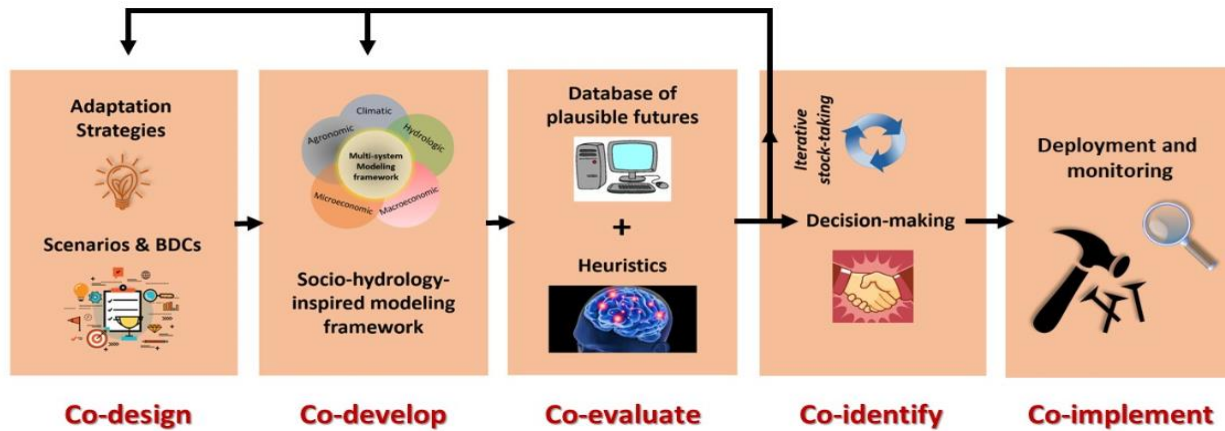 Adaptation
Strategies
Scenarios & BDCs
Co-design
Climatic
Agronomic
Hydrologic
Multi-system
Modeling
framework
Microeconomic
Macroeconomic
Socio-hydrology-
inspired modeling
framework
Co-develop
Database of
plausible futures
+
Heuristics
Co-evaluate
Iterative
stock-taking
Decision-making
Co-identify
Deployment and
monitoring
Co-implement